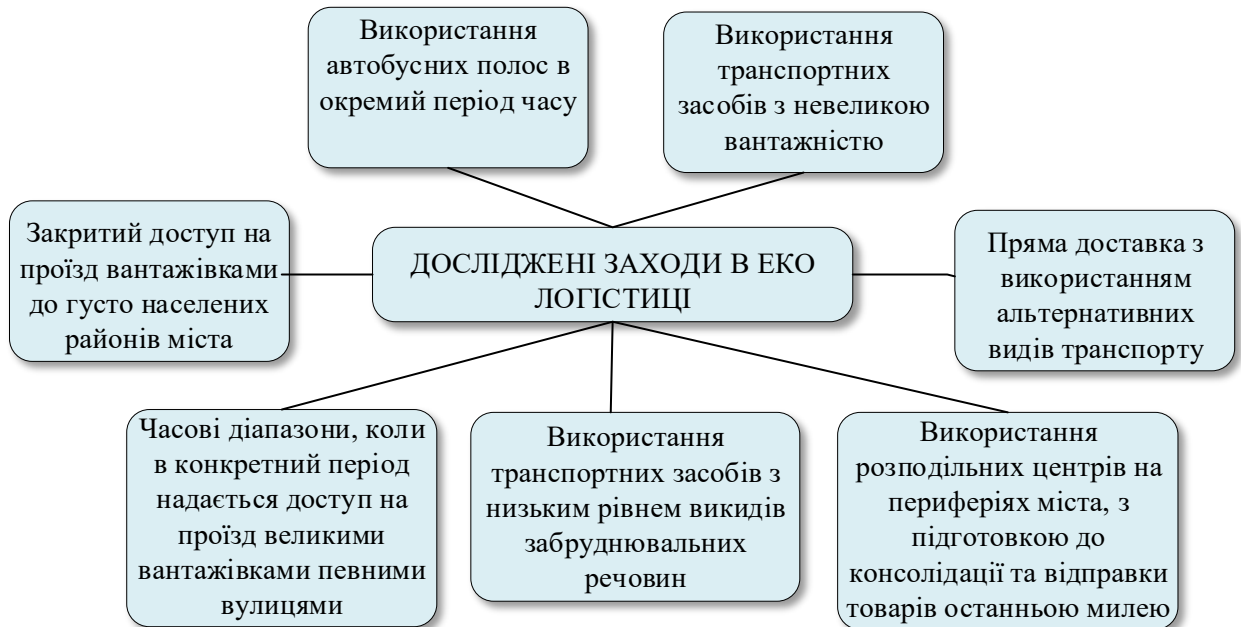 Використання
автобусних полос в
окремий період часу
Використання
транспортних
засобів з невеликою
вантажністю
Закритий доступ на
проїзд вантажівками
до густо населених
районів міста
ДОСЛІДЖЕНІ ЗАХОДИ В ЕКО
ЛОГІСТИЦІ
Пряма доставка з
використанням
альтернативних
видів транспорту
Часові діапазони, коли
в конкретний період
надається доступ на
проїзд великими
вантажівками певними
вулицями
Використання
транспортних засобів з
низьким рівнем викидів
забруднювальних
речовин
Використання
розподільних центрів на
периферіях міста, з
підготовкою до
консолідації та відправки
товарів останньою милею